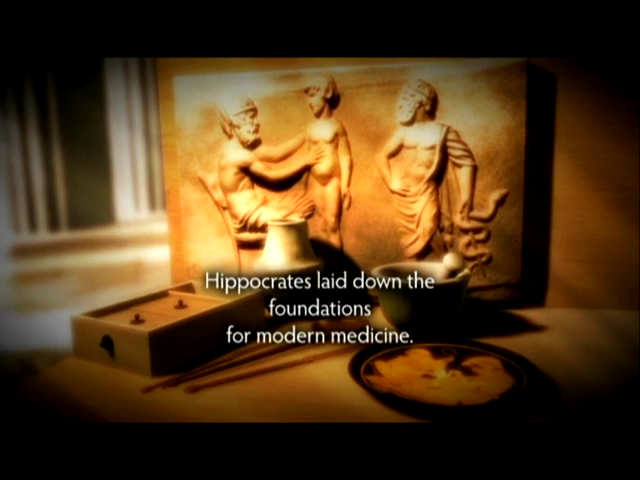 Hippocrates laid down the
foundations
for modern medicine.